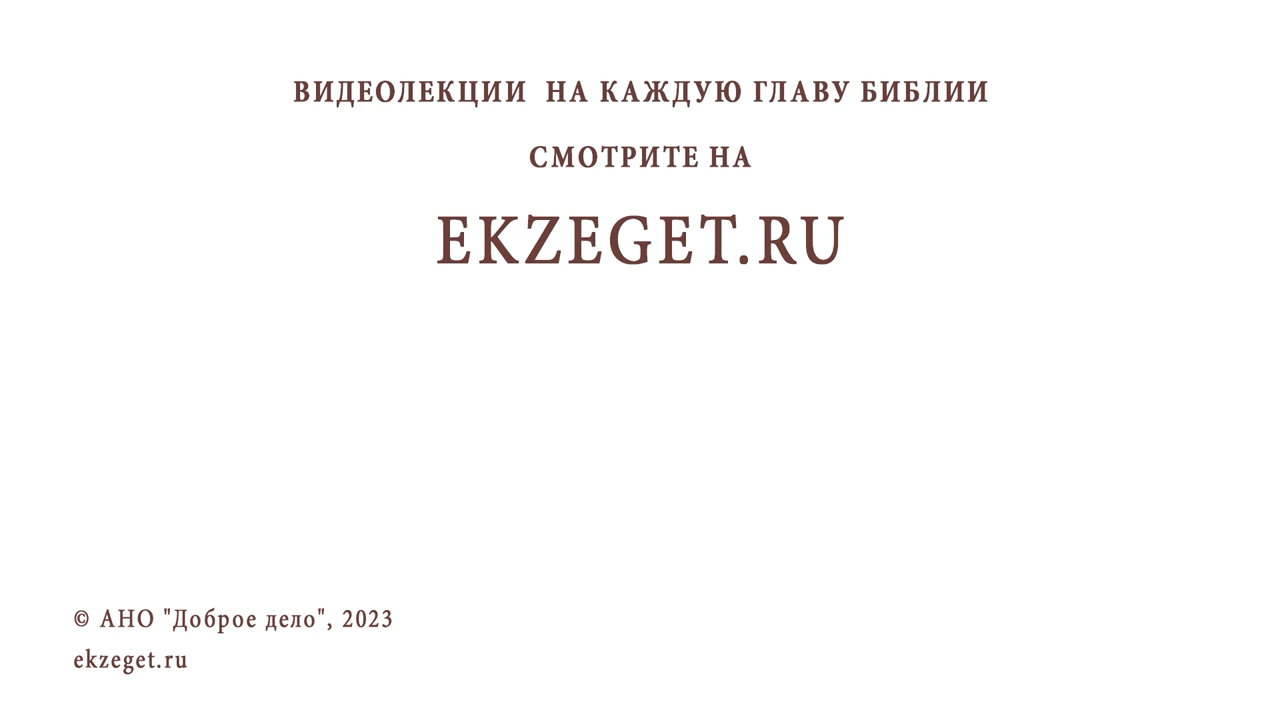 ВИДЕОЛЕКЦИИ НА КАЖДУЮ ГЛАВУ БИБЛИИ
СМОТРИТЕ НА
EKZEGET.RU
© АНО "Доброе дело", 2023
ekzeget.ru